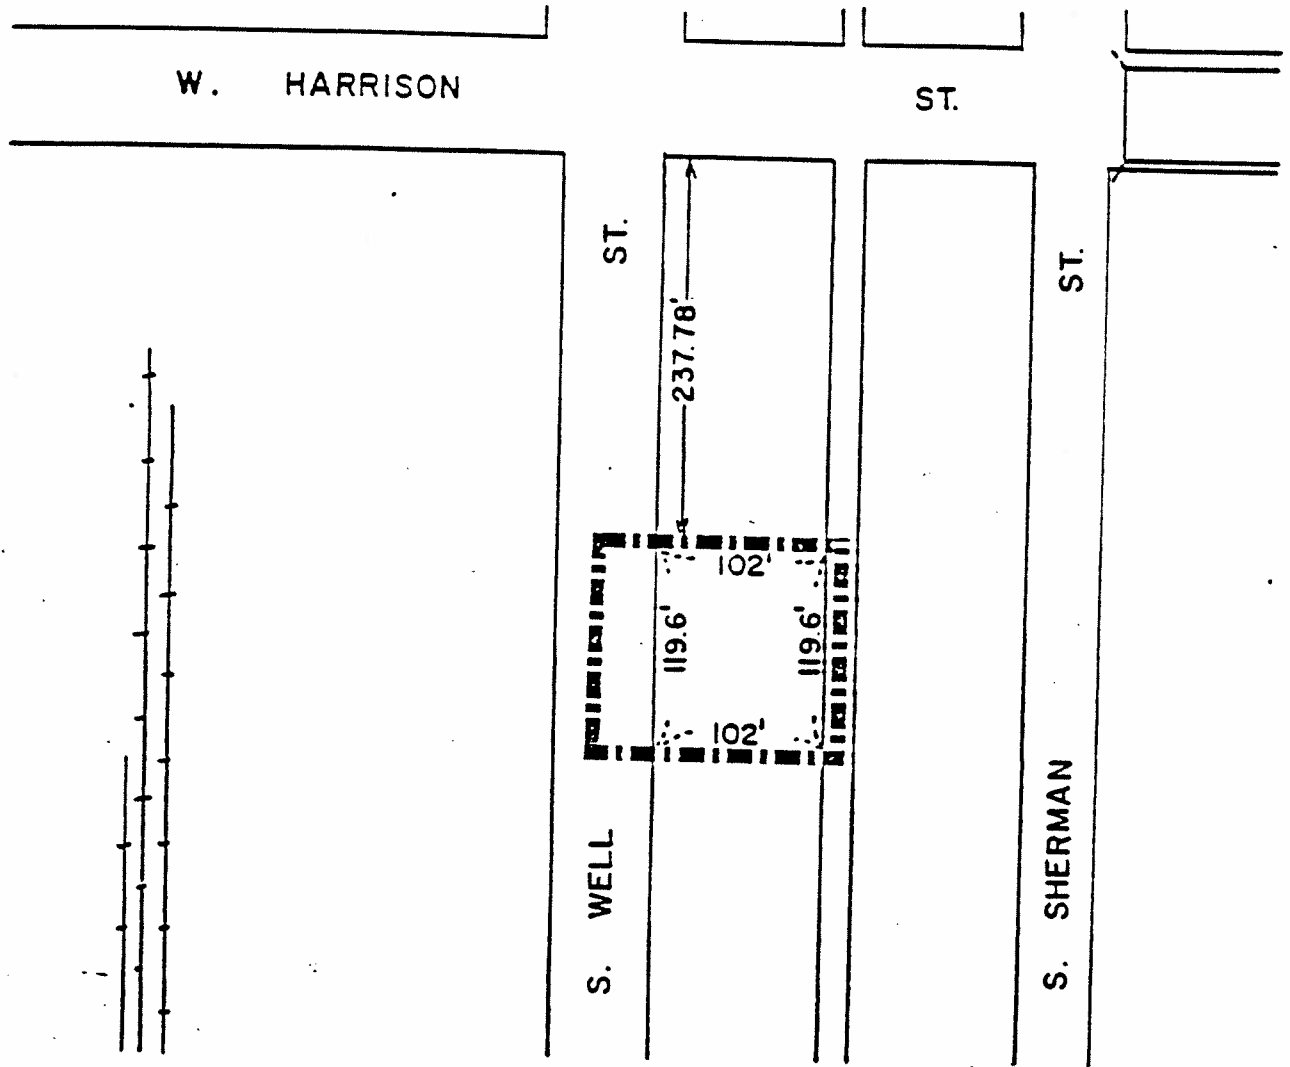 W. HARRISON ST.
ST.
ST.
237.78'
102'
119.6'
119.6'
102'
S. WELL
S. SHERMAN